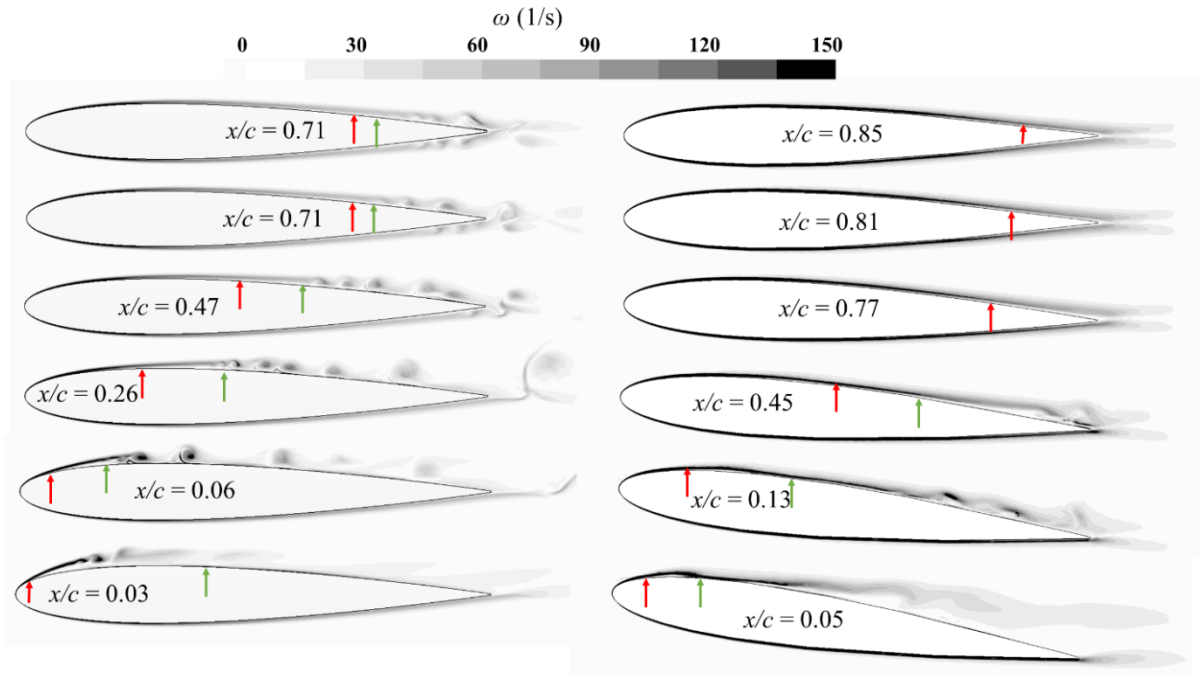 ω (1/s)
0 30 60 90 120 150
x/c = 0.71
x/c = 0.85
x/c = 0.71
x/c = 0.81
x/c = 0.47
x/c = 0.77
x/c = 0.26
x/c = 0.45
x/c = 0.06
x/c = 0.13
x/c = 0.03
x/c = 0.05